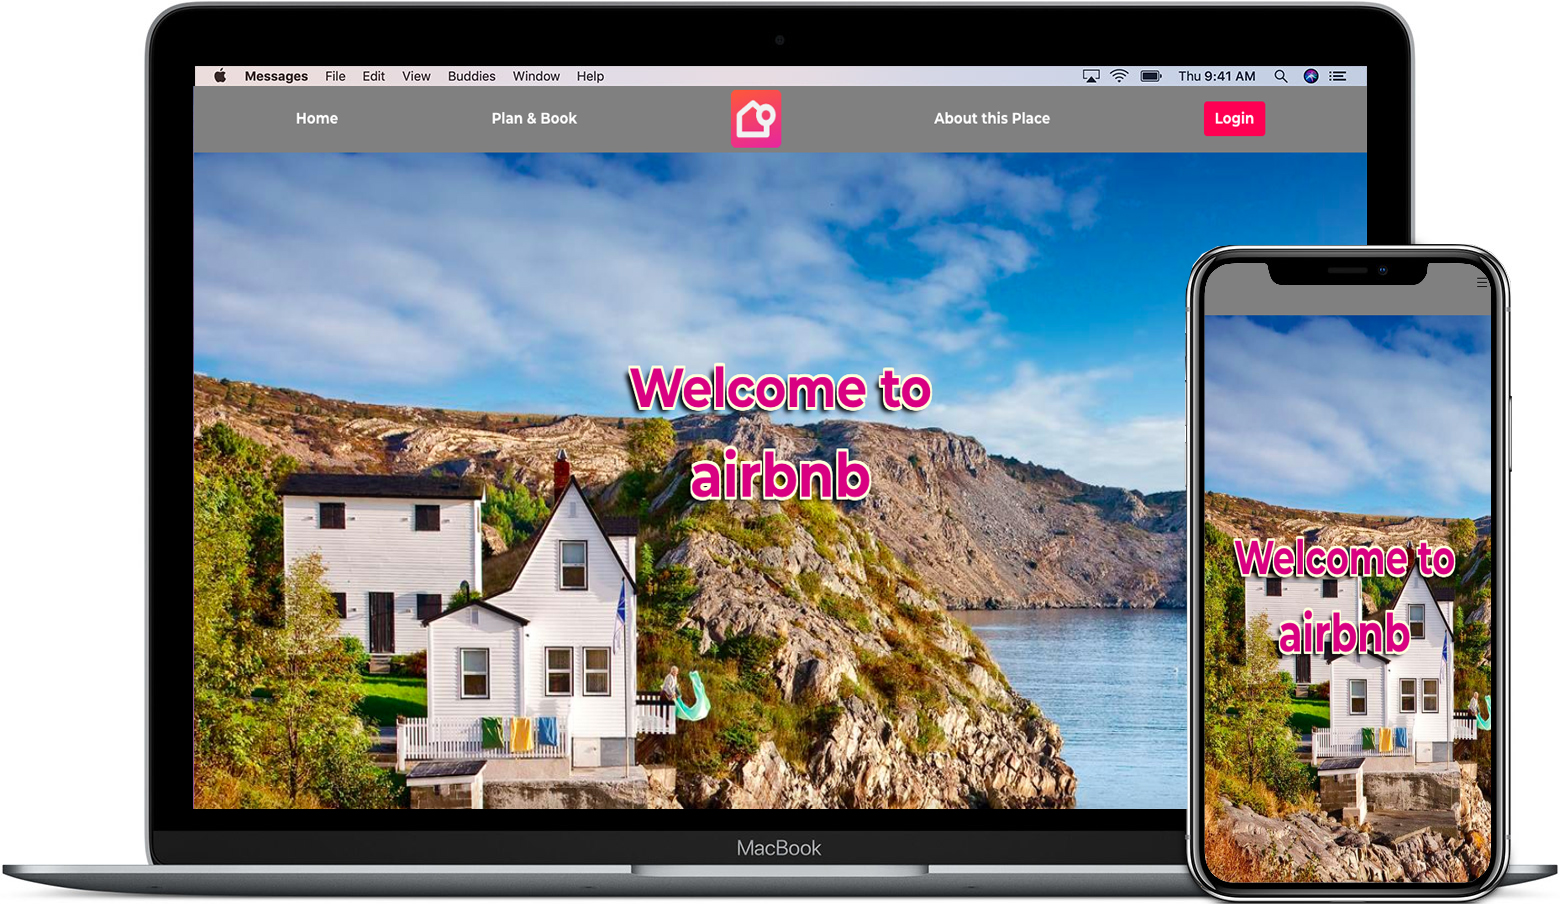 Messages File Edit View Buddies Window Help Thu 9:41 AM
Home Plan & Book About this Place Login
Welcome to
airbnb
Welcome to
airbnb
MacBook